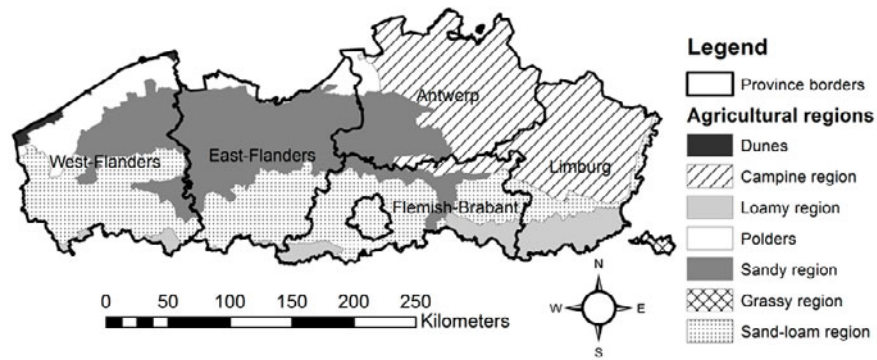 Antwerp
West-Flanders
East-Flanders
Limburg
Flemish-Brabant
0 50 100 150 200 250
Kilometers
N
W E
S
Legend
Province borders
Agricultural regions
Dunes
Campine region
Loamy region
Polders
Sandy region
Grassy region
Sand-loam region